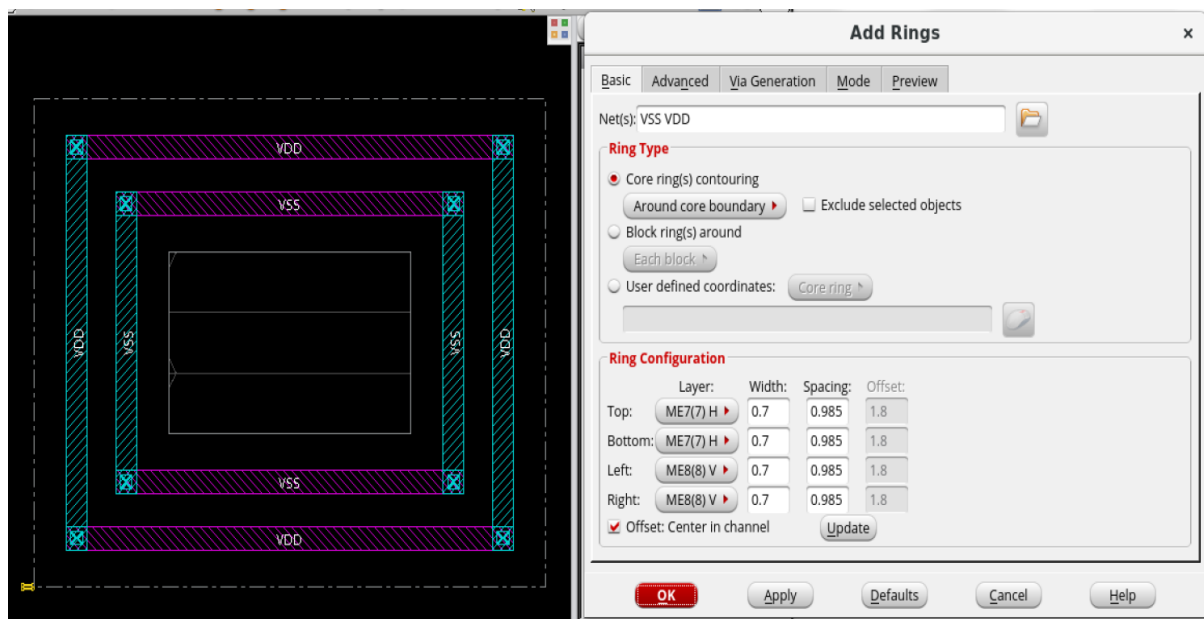 VDD
VSS
VDD
VSS
VSS
VDD
VSS
VDD
Add Rings
×
Basic Advanced Via Generation Mode Preview
Net(s): VSS VDD
Ring Type
Core ring(s) contouring
Around core boundary Exclude selected objects
Block ring(s) around
Each block
User defined coordinates: Core ring
Ring Configuration
Layer: Width: Spacing: Offset:
Top: ME7(7) H 0.7 0.985 1.8
Bottom: ME7(7) H 0.7 0.985 1.8
Left: ME8(8) V 0.7 0.985 1.8
Right: ME8(8) V 0.7 0.985 1.8
Offset: Center in channel Update
OK Apply Defaults Cancel Help